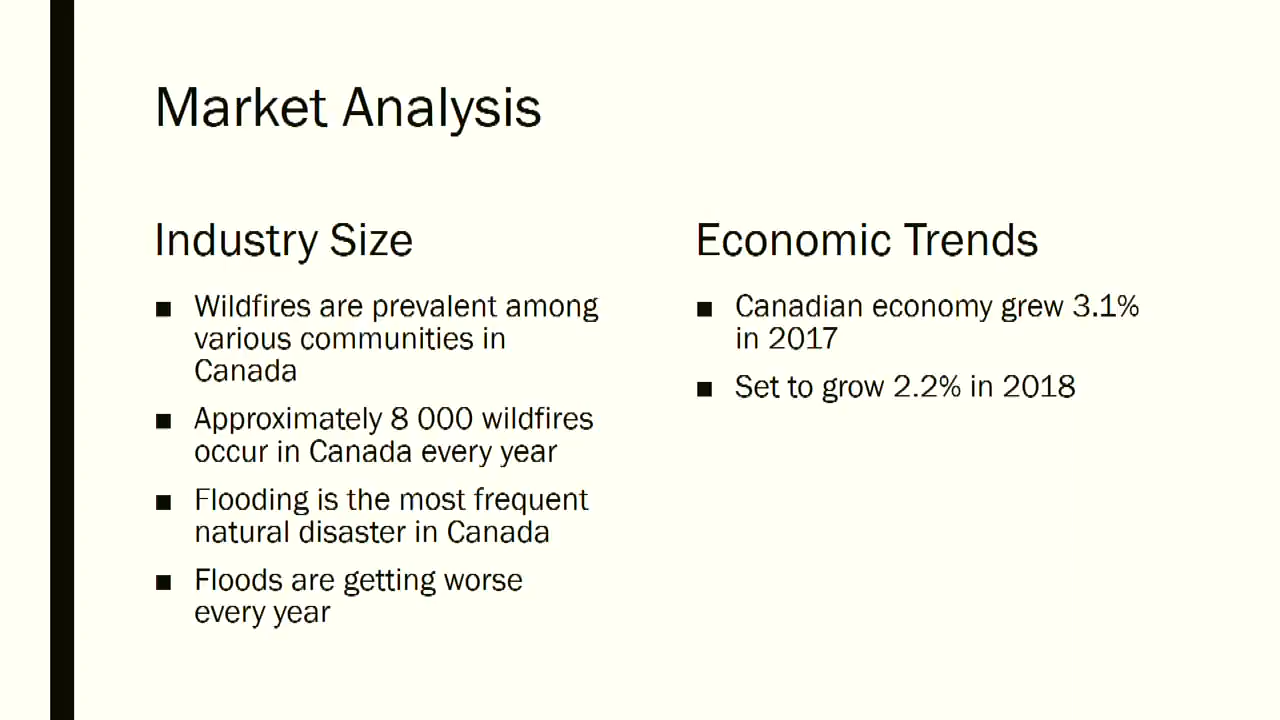 Market Analysis
Industry Size
■ Wildfires are prevalent among
various communities in
Canada
■ Approximately 8 000 wildfires
occur in Canada every year
■ Flooding is the most frequent
natural disaster in Canada
■ Floods are getting worse
every year
Economic Trends
■ Canadian economy grew 3.1%
in 2017
■ Set to grow 2.2% in 2018